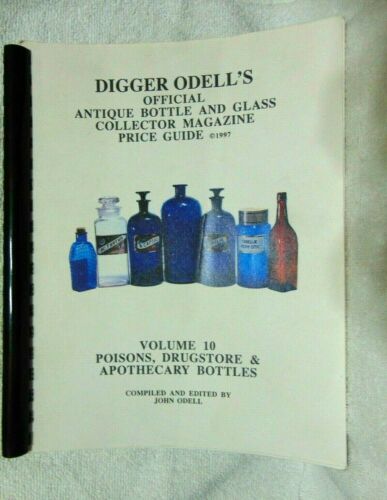 DIGGER ODELL'S
OFFICIAL
ANTIQUE BOTTLE AND GLASS
COLLECTOR MAGAZINE
PRICE GUIDE ©1997
VOLUME 10
POISONS, DRUGSTORE &
APOTHECARY BOTTLES
COMPILED AND EDITED BY
JOHN ODELL